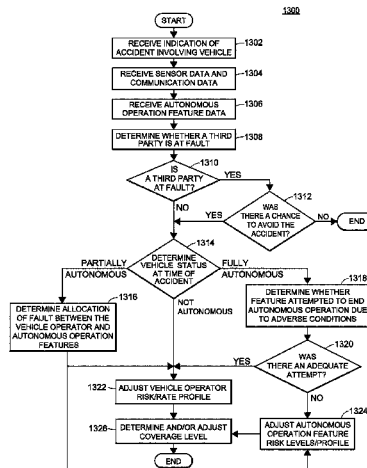 1300
START
RECEIVE INDICATION OF
ACCIDENT INVOLVING VEHICLE
1302
RECEIVE SENSOR DATA AND
COMMUNICATION DATA
1304
RECEIVE AUTONOMOUS
OPERATION FEATURE DATA
1306
DETERMINE WHETHER A THIRD
PARTY IS AT FAULT
1308
1310
IS
A THIRD PARTY
AT FAULT?
YES
NO
1312
WAS
THERE A CHANCE
TO AVOID THE
ACCIDENT?
YES
NO
END
1314
DETERMINE
VEHICLE STATUS
AT TIME OF
ACCIDENT
PARTIALLY
AUTONOMOUS
FULLY
AUTONOMOUS
NOT
AUTONOMOUS
1316
DETERMINE ALLOCATION
OF FAULT BETWEEN THE
VEHICLE OPERATOR AND
AUTONOMOUS OPERATION
FEATURES
1318
DETERMINE WHETHER
FEATURE ATTEMPTED TO END
AUTONOMOUS OPERATION DUE
TO ADVERSE CONDITIONS
1320
WAS
THERE AN ADEQUATE
ATTEMPT?
YES
NO
1322
ADJUST VEHICLE OPERATOR
RISK/RATE PROFILE
1324
ADJUST AUTONOMOUS
OPERATION FEATURE
RISK LEVELS/PROFILE
1326
DETERMINE AND/OR ADJUST
COVERAGE LEVEL
END